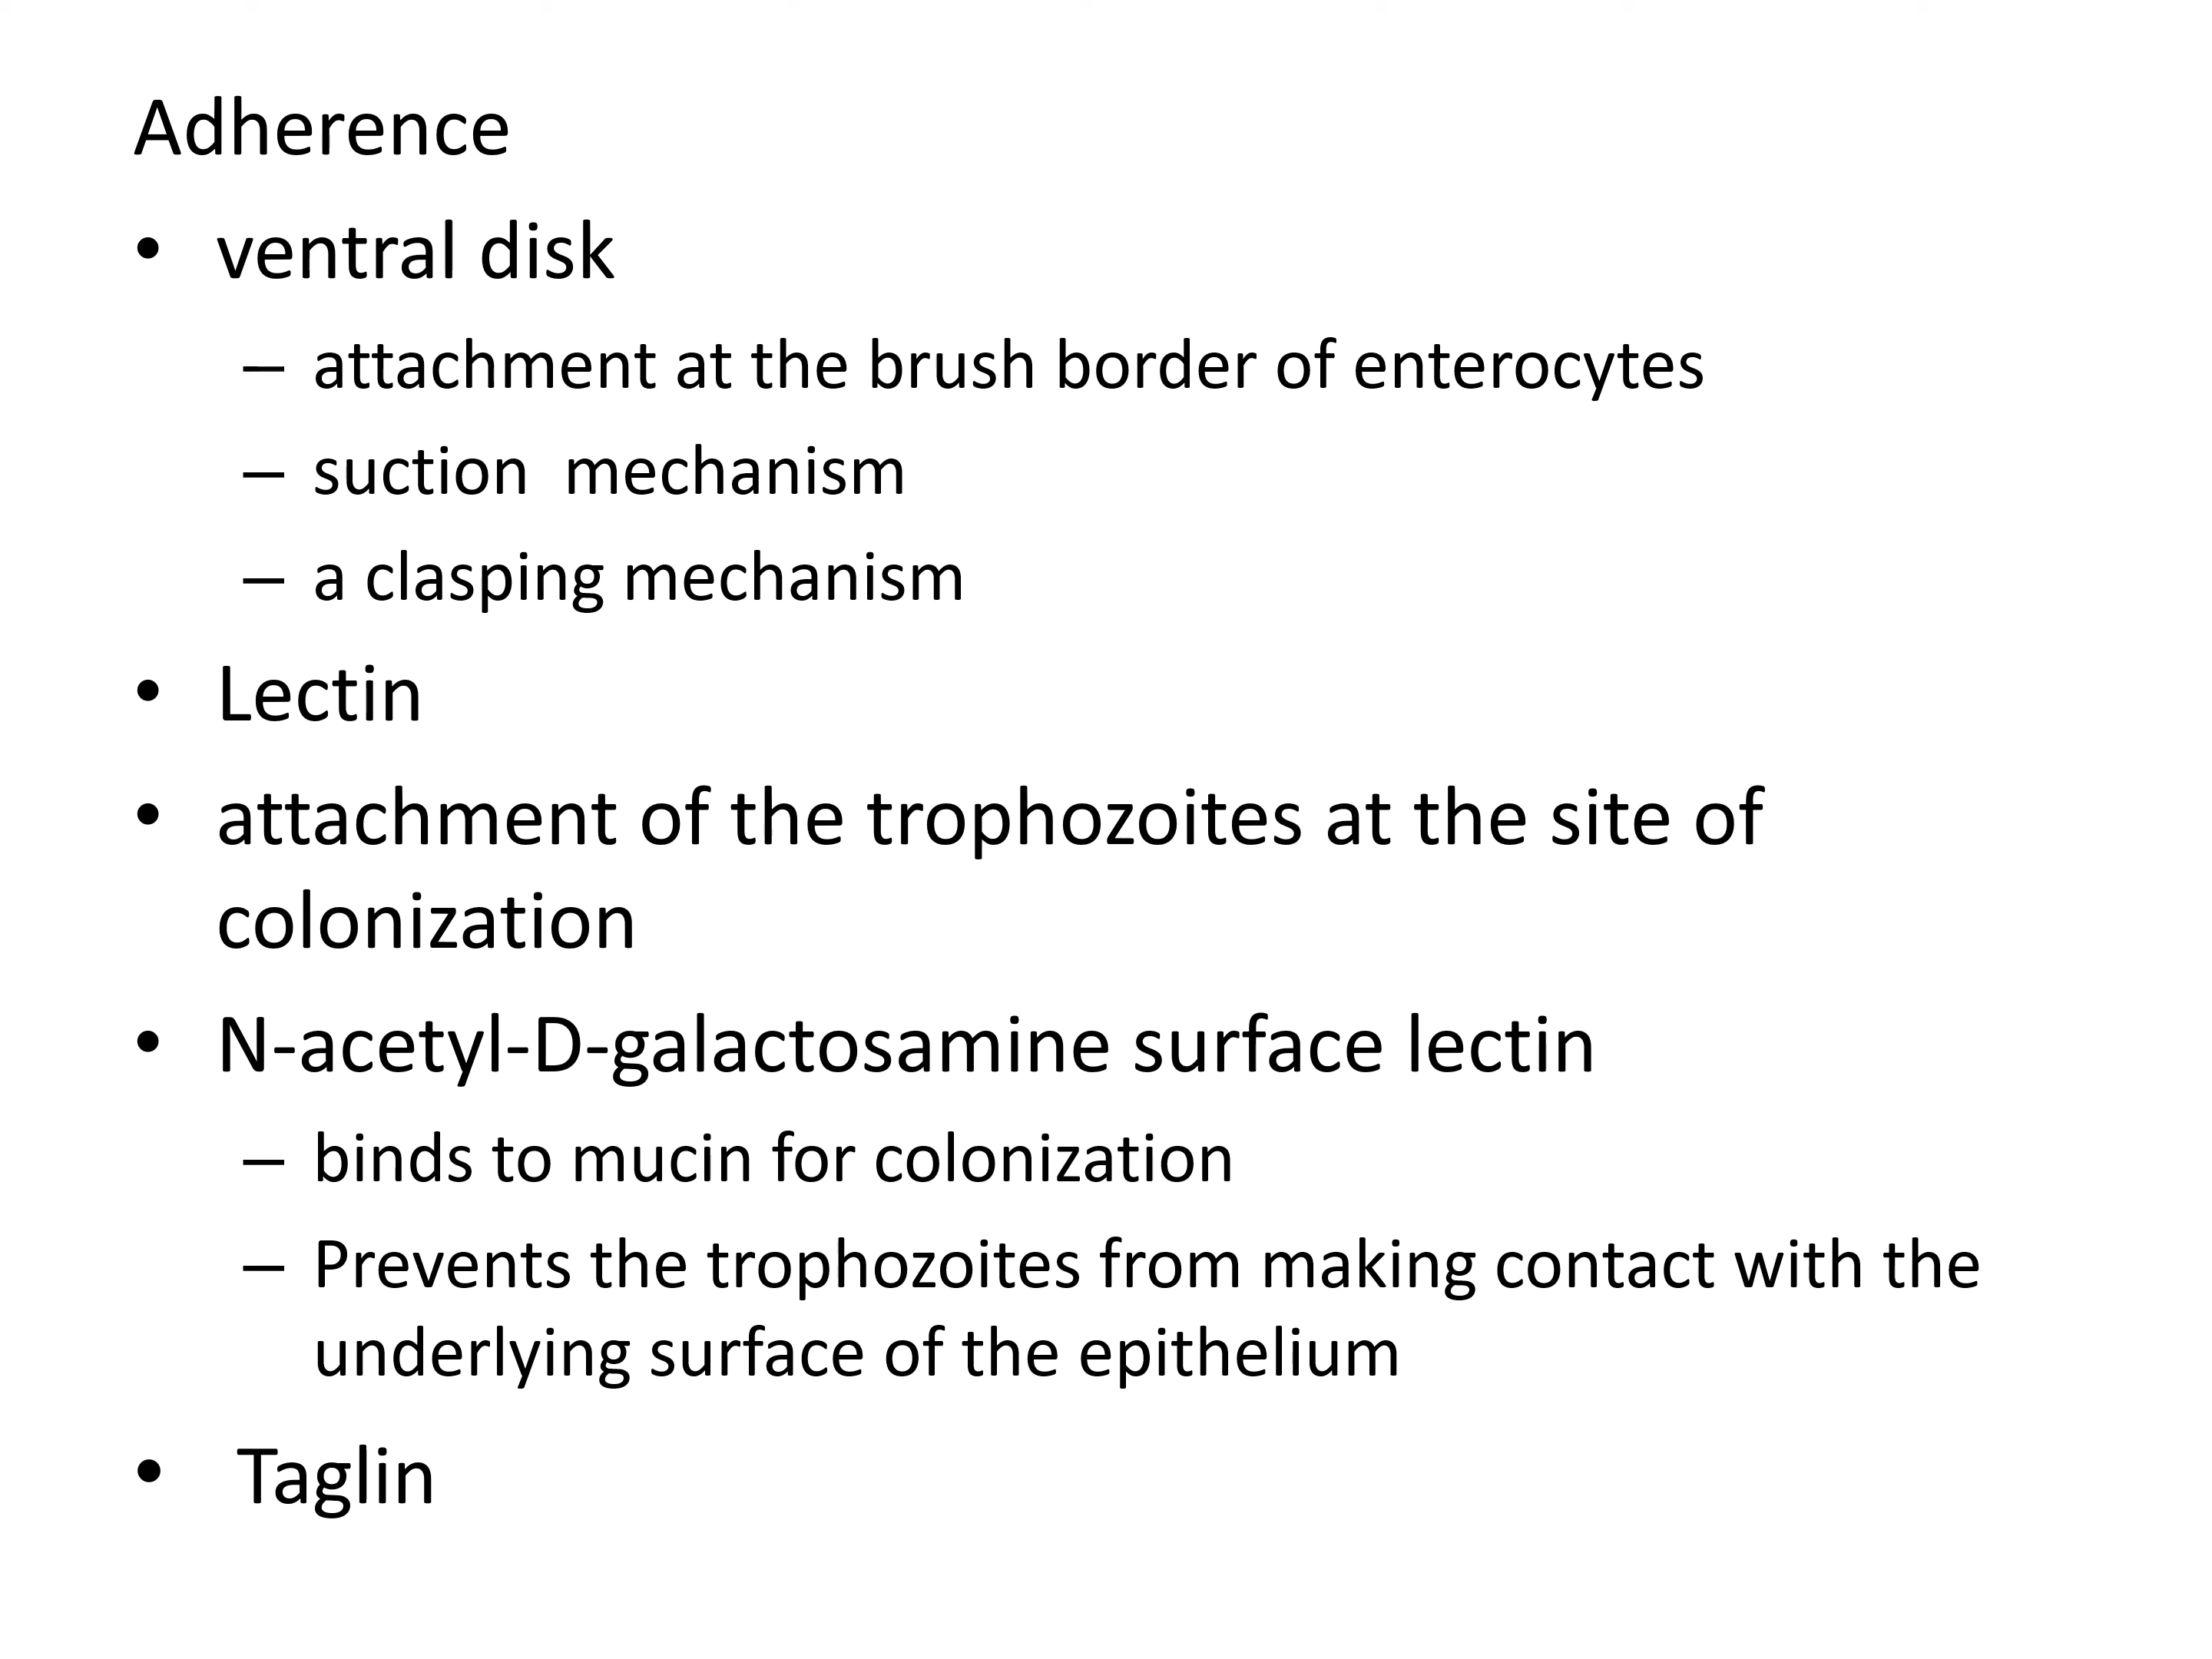 Adherence
• ventral disk
– attachment at the brush border of enterocytes
– suction  mechanism
– a clasping mechanism
• Lectin
• attachment of the trophozoites at the site of
colonization
• N-acetyl-D-galactosamine surface lectin
– binds to mucin for colonization
– Prevents the trophozoites from making contact with the
underlying surface of the epithelium
• Taglin